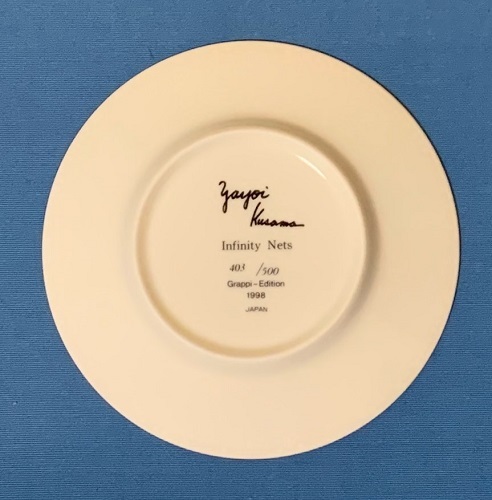 Yayoi
Kusama
Infinity Nets
403 /500
Grappi-Edition
1998
JAPAN